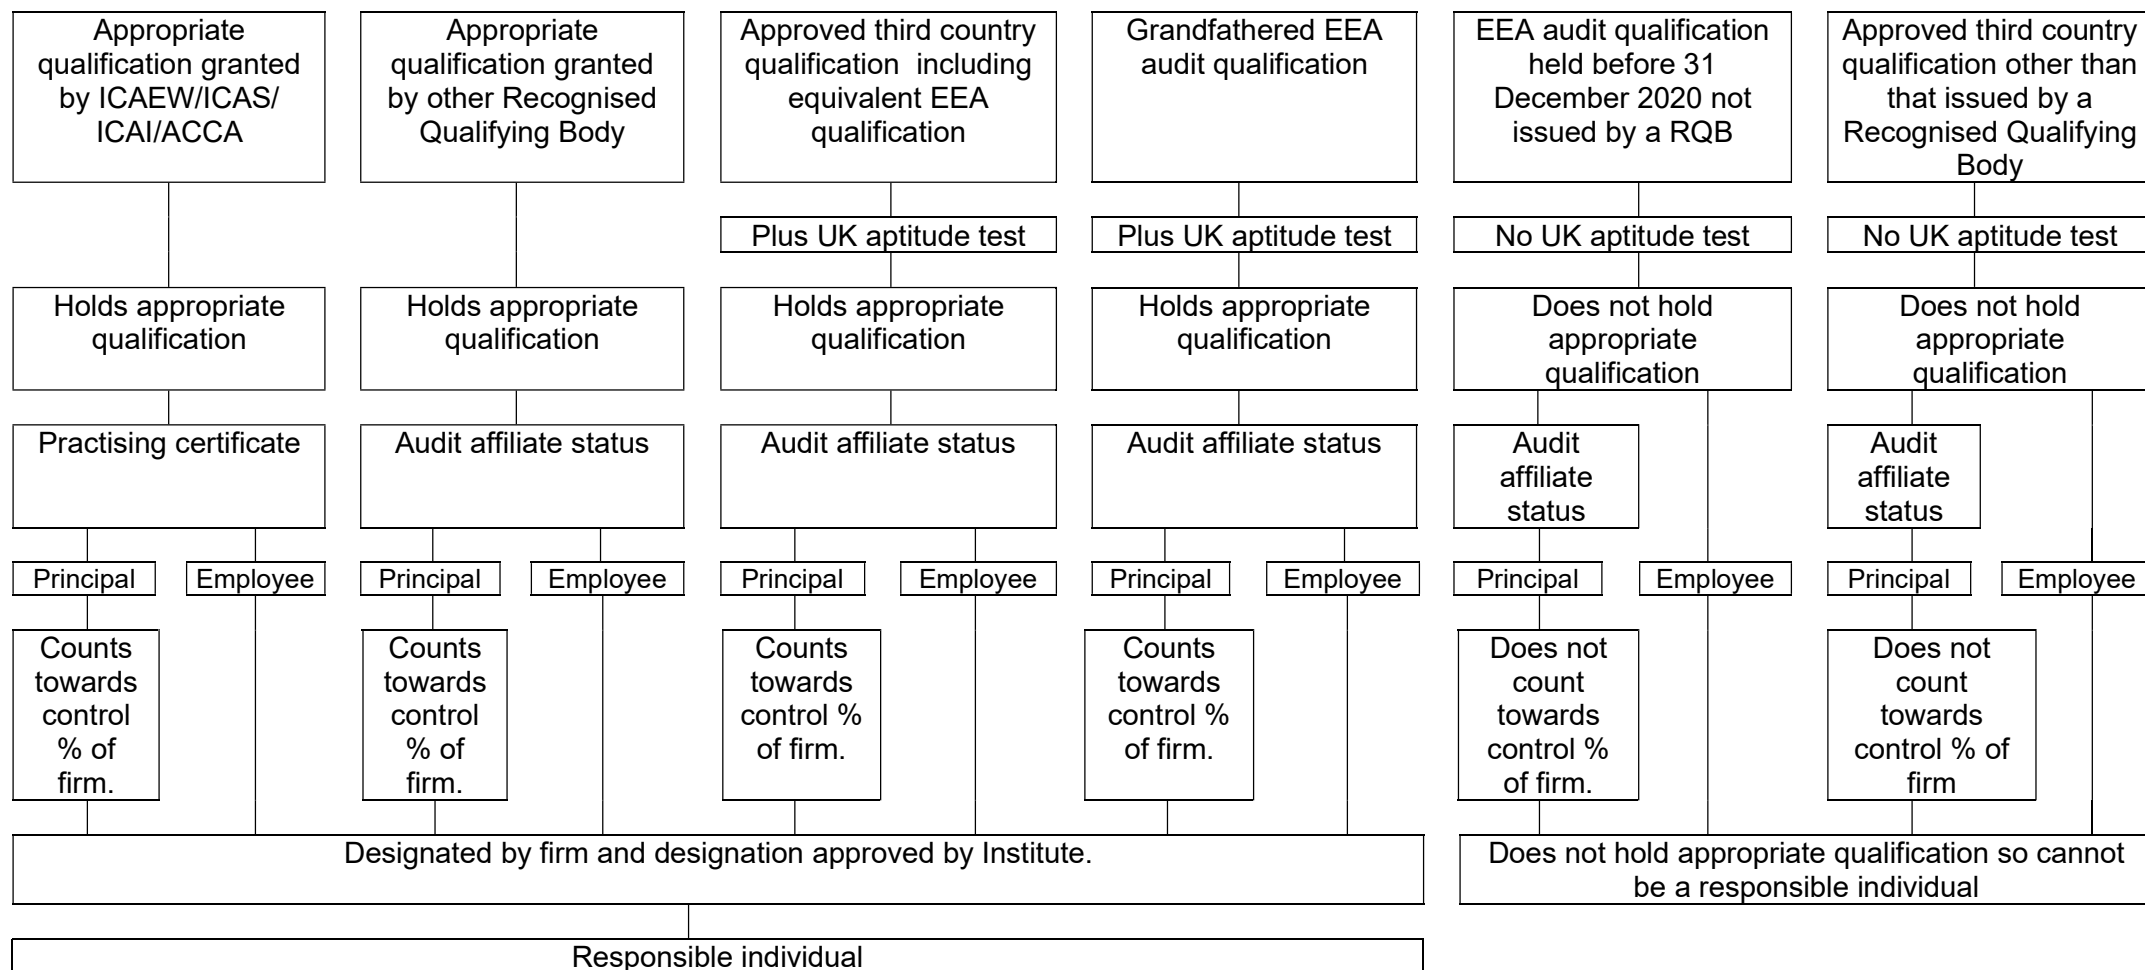 Appropriate
qualification granted
by ICAEW/ICAS/
ICAI/ACCA
Appropriate
qualification granted
by other Recognised
Qualifying Body
Approved third country
qualification including
equivalent EEA
qualification
Grandfathered EEA
audit qualification
EEA audit qualification
held before 31
December 2020 not
issued by a RQB
Approved third country
qualification other than
that issued by a
Recognised Qualifying
Body
Plus UK aptitude test
Plus UK aptitude test
No UK aptitude test
No UK aptitude test
Holds appropriate
qualification
Holds appropriate
qualification
Holds appropriate
qualification
Holds appropriate
qualification
Does not hold
appropriate
qualification
Does not hold
appropriate
qualification
Practising certificate
Audit affiliate status
Audit affiliate status
Audit affiliate status
Audit
affiliate
status
Audit
affiliate
status
Principal
Employee
Principal
Employee
Principal
Employee
Principal
Employee
Principal
Employee
Principal
Employee
Counts
towards
control
% of
firm.
Counts
towards
control
% of
firm.
Counts
towards
control %
of firm.
Counts
towards
control %
of firm.
Does not
count
towards
control %
of firm.
Does not
count
towards
control % of
firm
Designated by firm and designation approved by Institute.
Does not hold appropriate qualification so cannot
be a responsible individual
Responsible individual